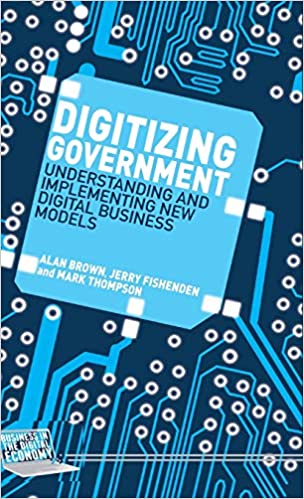 DIGITIZING
GOVERNMENT
UNDERSTANDING AND
IMPLEMENTING NEW
DIGITAL BUSINESS
MODELS
ALAN BROWN, JERRY FISHENDEN
and MARK THOMPSON
BUSINESS IN
THE DIGITAL
ECONOMY